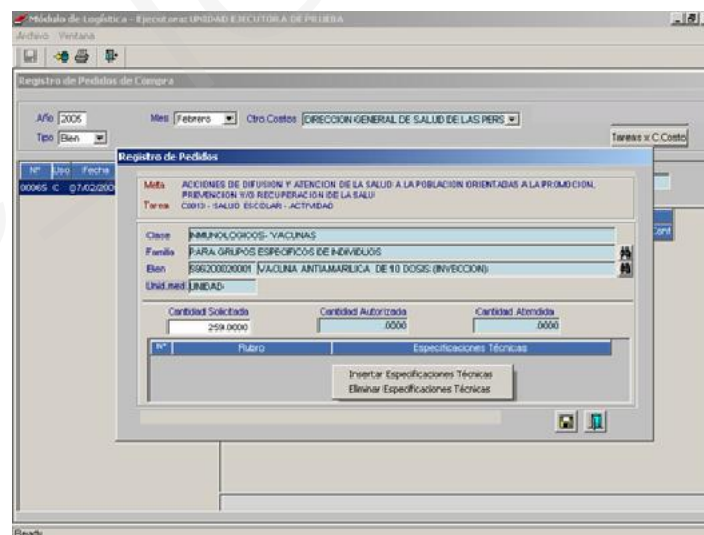 Módulo de Logística - Ejecutora: UNIDAD EJECUTORA DE PRUEBA
Archivo Ventana
Registro de Pedidos de Compra
Año 2005 Mes Febrero Ctro.Costos DIRECCION GENERAL DE SALUD DE LAS PERS
Tipo Bien Tareas x C.Costo
Registro de Pedidos
Nº Uso Fecha
00065 C 07/02/200
Meta ACCIONES DE DIFUSION Y ATENCION DE LA SALUD A LA POBLACION ORIENTADAS A LA PROMOCION,
PREVENCION Y/O RECUPERACION DE LA SALU
Tarea C0013 - SALUD ESCOLAR - ACTIVIDAD
Cant
Clase INMUNOLOGICOS- VACUNAS
Familia PARA GRUPOS ESPECIFICOS DE INDIVIDUOS
Bien 596200020001 VACUNA ANTIAMARILICA DE 10 DOSIS (INYECCION)
Unid.med UNIDAD
Cantidad Solicitada Cantidad Autorizada Cantidad Atendida
259.0000 .0000 .0000
Nº Rubro Especificaciones Técnicas
Insertar Especificaciones Técnicas
Eliminar Especificaciones Técnicas
Ready